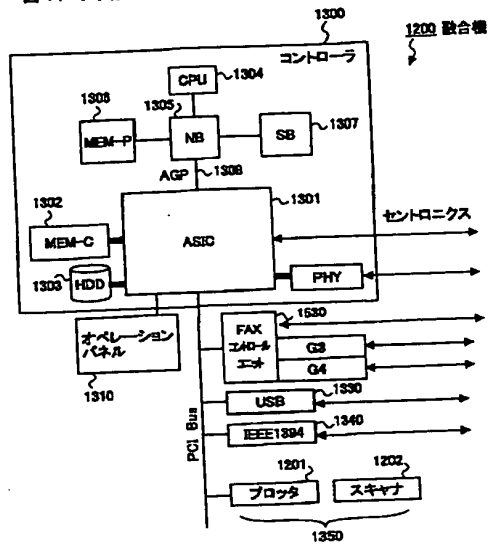 1300
1200 融合機
コントローラ
CPU
1304
1305
1306
MEM-P
NB
SB
1307
AGP
1308
1302
1301
MEM-C
ASIC
セントロニクス
1303
HDD
PHY
オペレーション
パネル
1310
1530
FAX
コントロール
ユニット
G3
G4
1330
USB
1340
IEEE1394
PCI Bus
1201
1202
プロッタ
スキャナ
1350